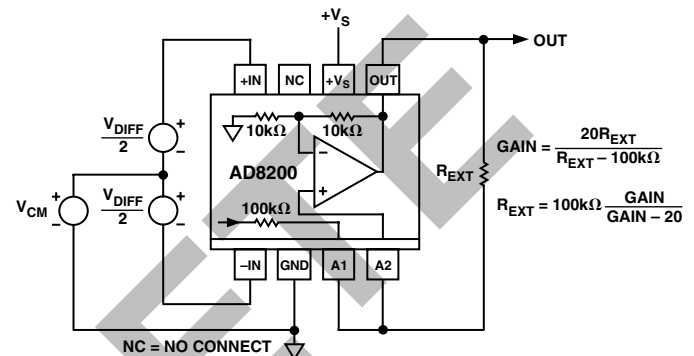 +VS
OUT
+IN NC +VS OUT
10kΩ 10kΩ
VDIFF
2
+
−
−
+
AD8200
GAIN = 20REXT
REXT − 100kΩ
REXT
VCM
+
−
VDIFF
2
+
−
100kΩ
REXT = 100kΩ GAIN
GAIN − 20
−IN GND A1 A2
NC = NO CONNECT
ETE